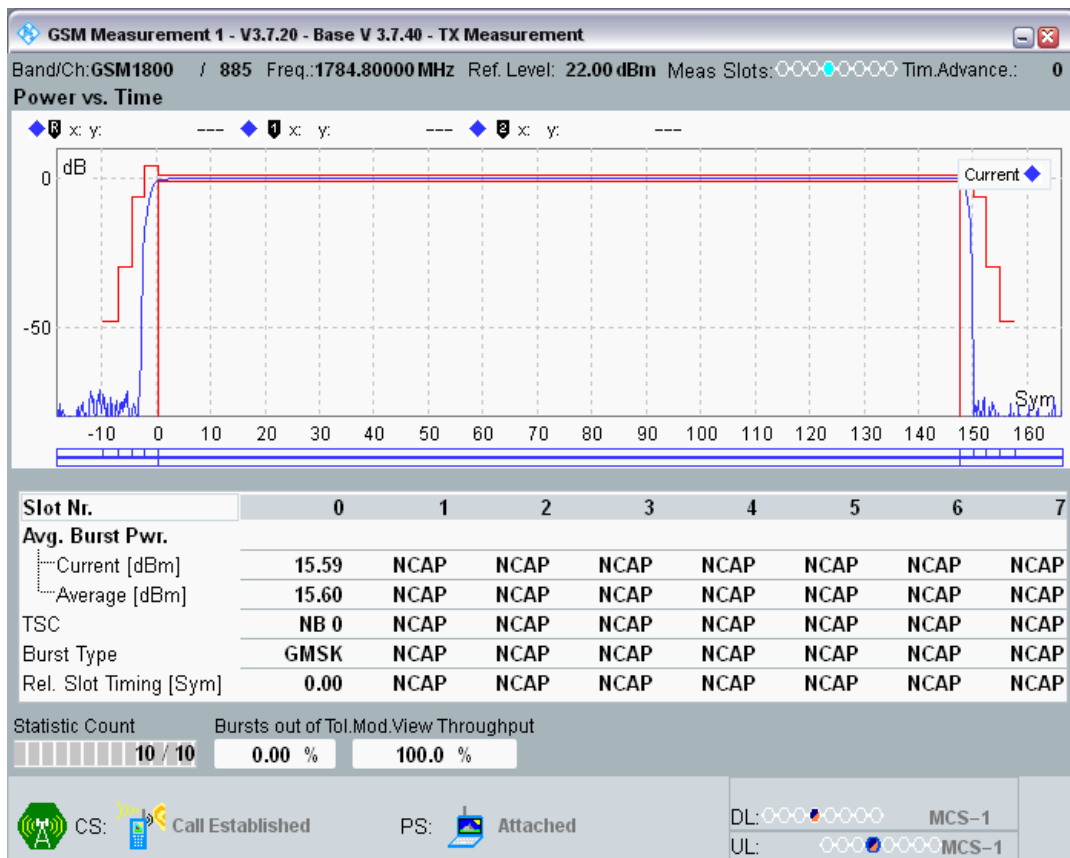 GSM Measurement 1 - V3.7.20 - Base V 3.7.40 - TX Measurement
Band/Ch:GSM1800 / 885 Freq.:1784.80000 MHz Ref. Level: 22.00 dBm Meas Slots: Tim.Advance.: 0
Power vs. Time
R x: y: --- 1 x: y: --- 2 x: y: ---
dB
Current
0
-50
Sym
-10 0 10 20 30 40 50 60 70 80 90 100 110 120 130 140 150 160
Slot Nr. 0 1 2 3 4 5 6 7
Avg. Burst Pwr.
Current [dBm] 15.59 NCAP NCAP NCAP NCAP NCAP NCAP NCAP
Average [dBm] 15.60 NCAP NCAP NCAP NCAP NCAP NCAP NCAP
TSC NB 0 NCAP NCAP NCAP NCAP NCAP NCAP NCAP
Burst Type GMSK NCAP NCAP NCAP NCAP NCAP NCAP NCAP
Rel. Slot Timing [Sym] 0.00 NCAP NCAP NCAP NCAP NCAP NCAP NCAP
Statistic Count Bursts out of Tol.Mod.View Throughput
10 / 10 0.00 % 100.0 %
CS: Call Established PS: Attached
DL: MCS-1
UL: MCS-1